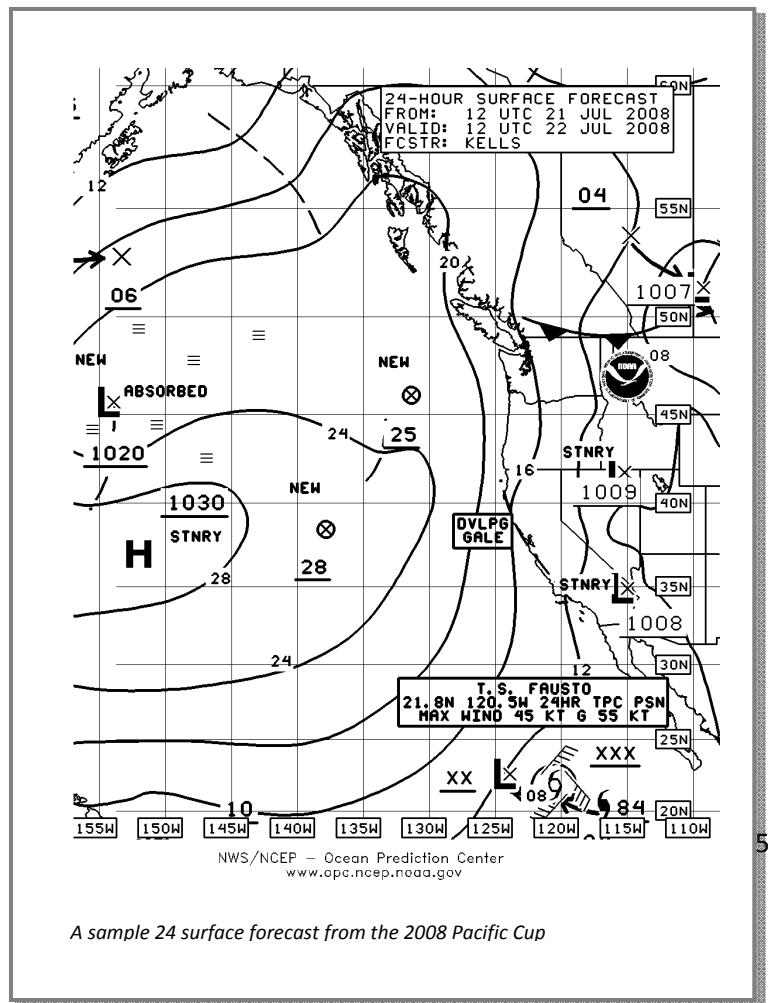 60N
24-HOUR SURFACE FORECAST
FROM: 12 UTC 21 JUL 2008
VALID: 12 UTC 22 JUL 2008
FCSTR: KELLS
12
04
55N
20
06
1007
50N
NEW
NEW
08
NOAA
L ABSORBED
45N
1020
24
25
STNRY
16
1009
NEW
1030
40N
STNRY
DVLPG
GALE
H
28
28
STNRY
L
35N
1008
24
30N
12
T.S. FAUSTO
21.8N 120.5W 24HR TPC PSN
MAX WIND 45 KT G 55 KT
25N
XXX
XX
L
08
10
84
20N
155W 150W 145W 140W 135W 130W 125W 120W 115W 110W
5
NWS/NCEP – Ocean Prediction Center
www.opc.ncep.noaa.gov
A sample 24 surface forecast from the 2008 Pacific Cup